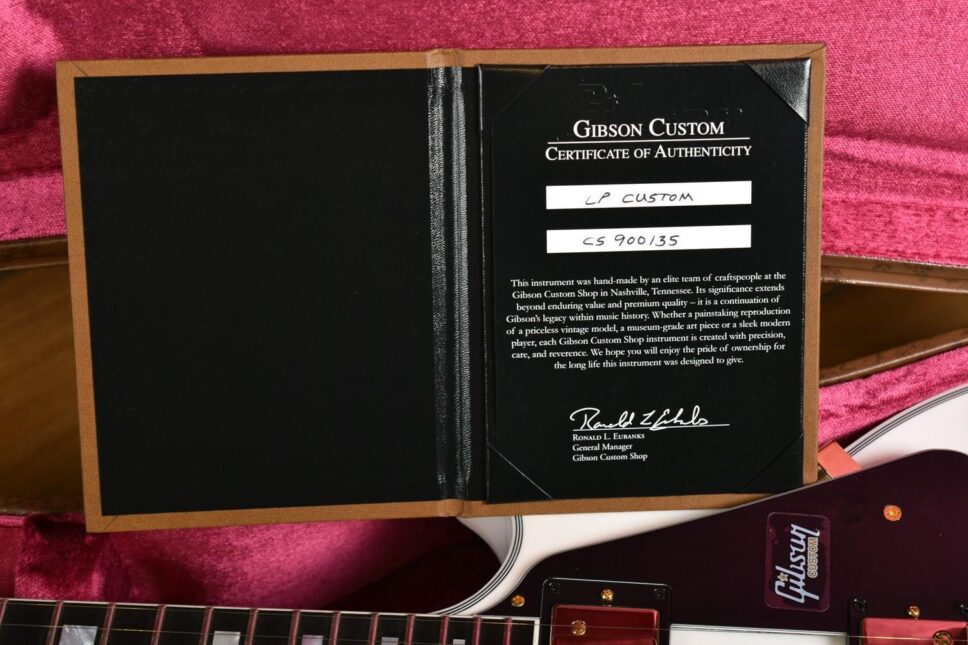 Gibson Custom
Certificate of Authenticity
LP CUSTOM
CS 900135
This instrument was hand-made by an elite team of craftspeople at the
Gibson Custom Shop in Nashville, Tennessee. Its significance extends
beyond enduring value and premium quality – it is a continuation of
Gibson's legacy within music history. Whether a painstaking reproduction
of a priceless vintage model, a museum-grade art piece or a sleek modern
player, each Gibson Custom Shop instrument is created with precision,
care, and reverence. We hope you will enjoy the pride of ownership for
the long life this instrument was designed to give.
Ronald L Eubanks
Ronald L. Eubanks
General Manager
Gibson Custom Shop
Gibson
CUSTOM